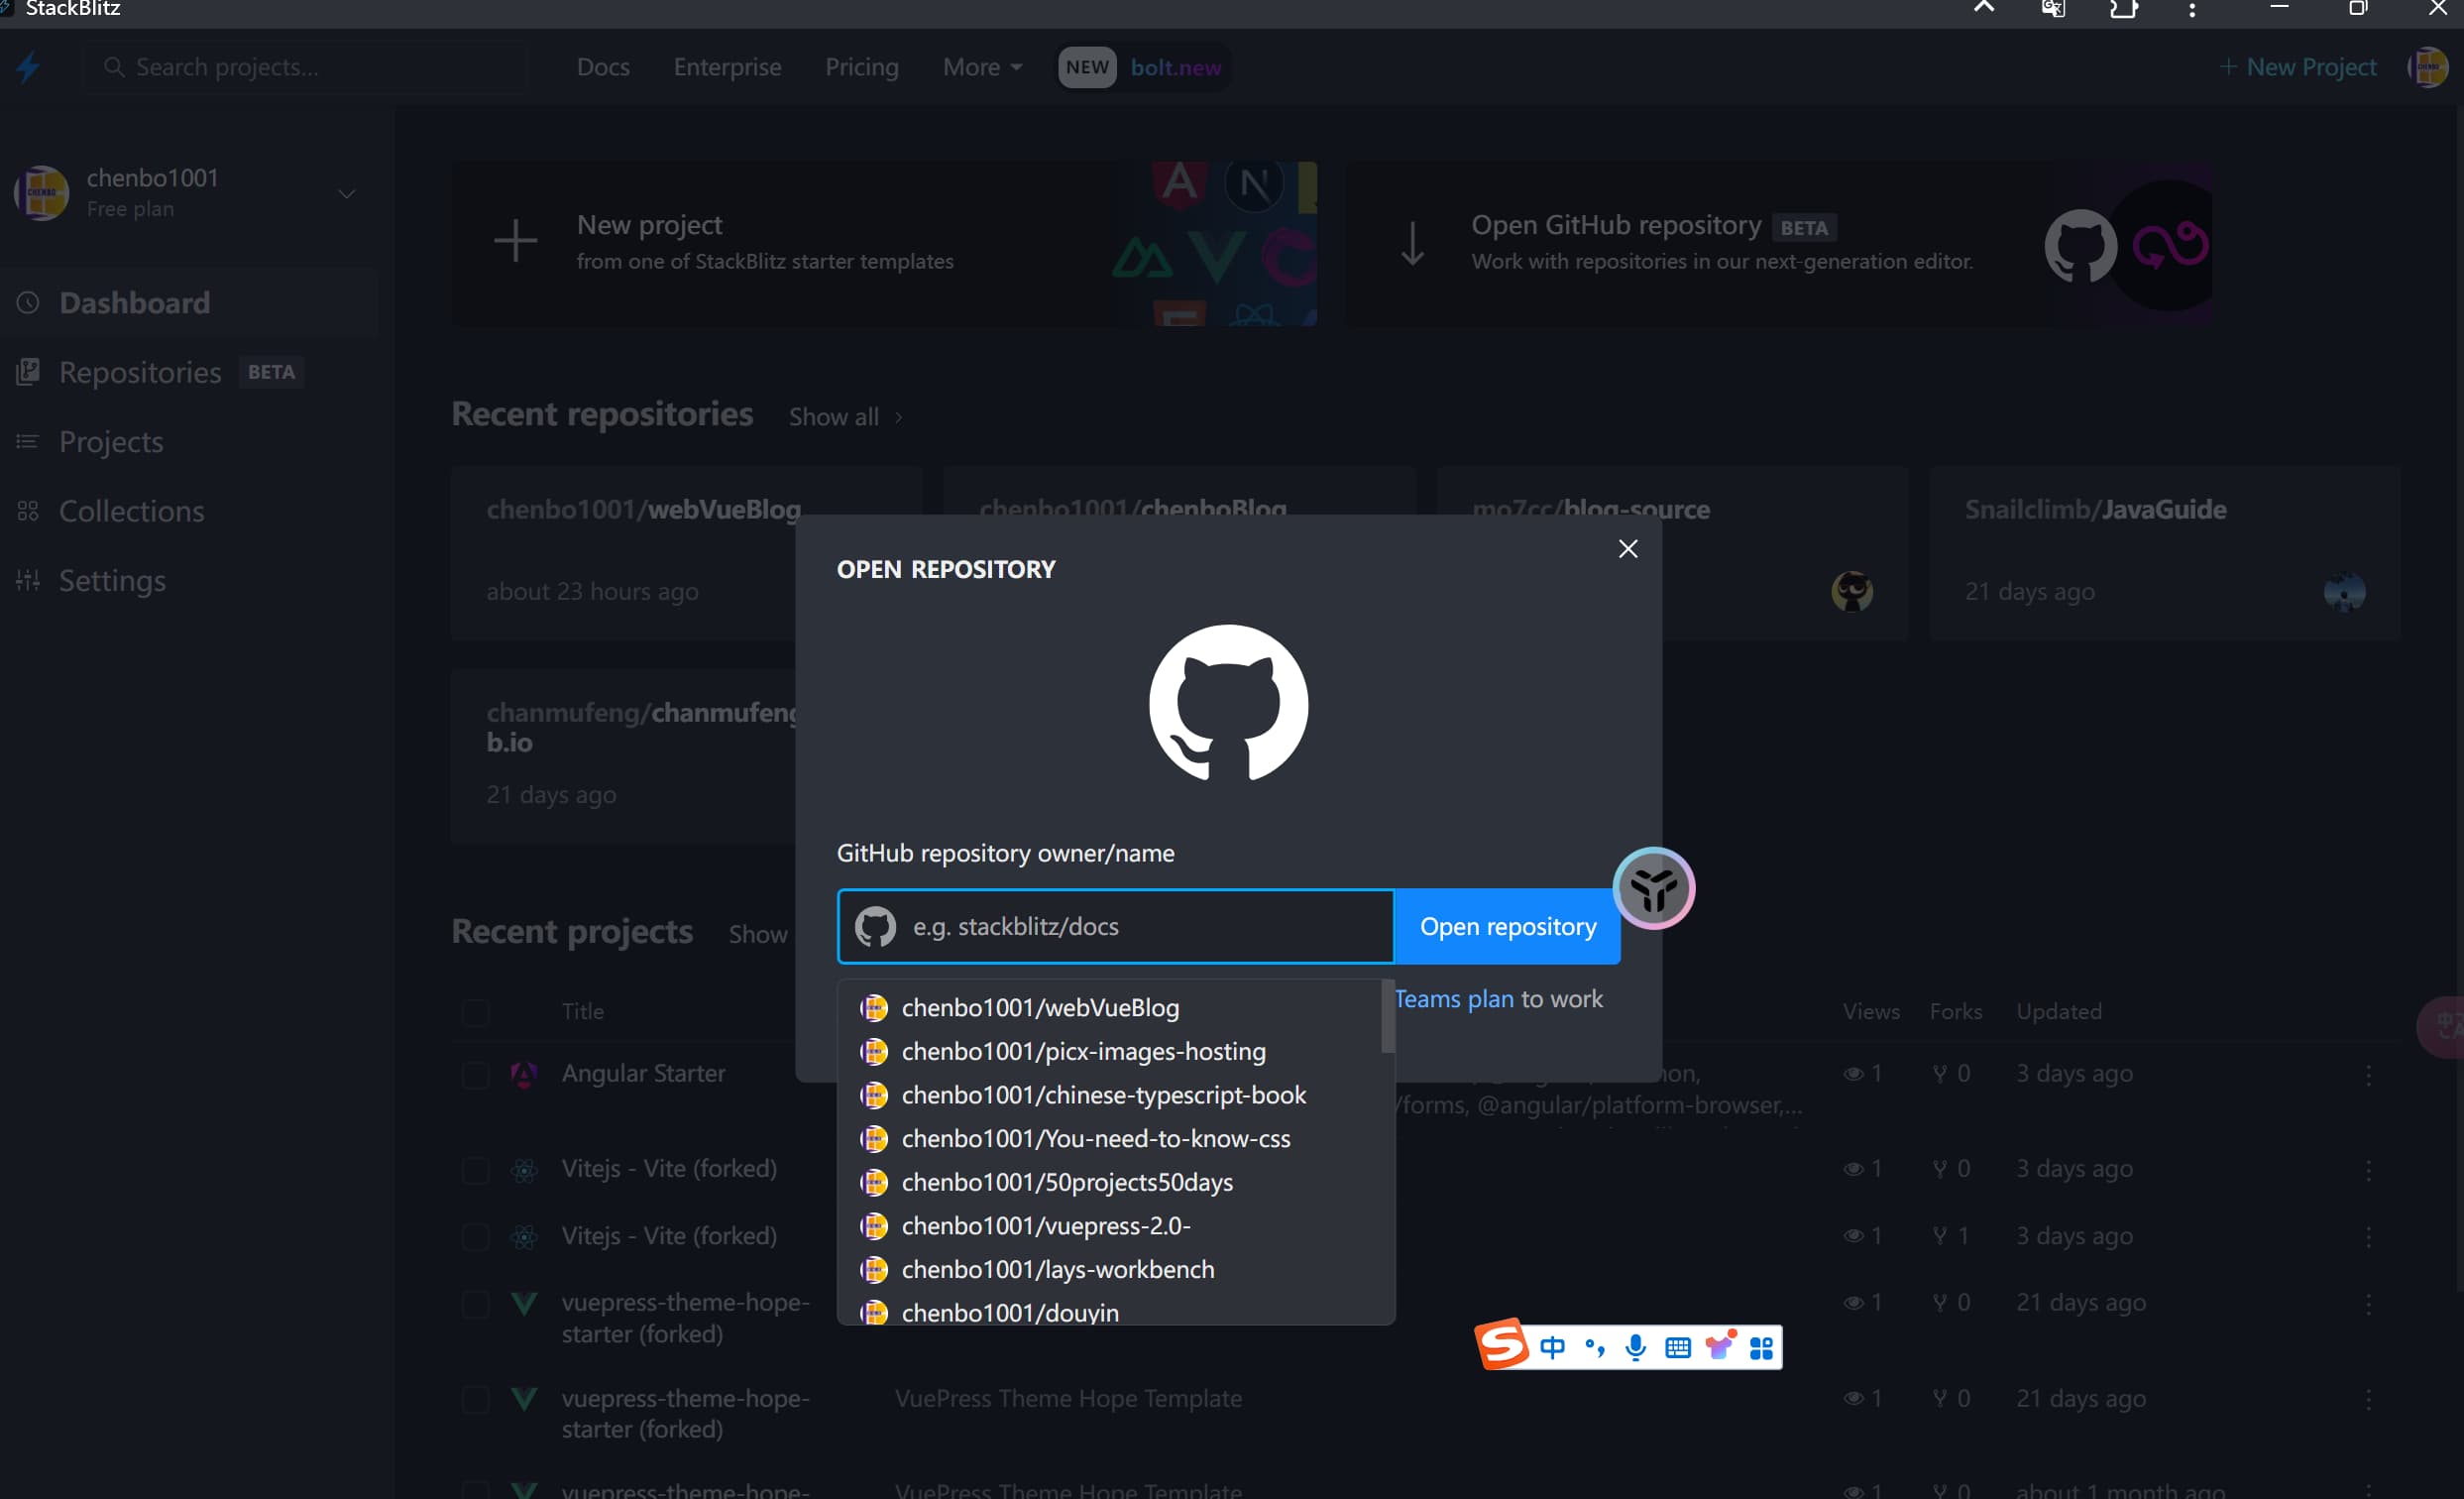 StackBlitz
Search projects...
Docs
Enterprise
Pricing
More
NEW
bolt.new
+ New Project
chenbo1001
Free plan
Dashboard
Repositories BETA
Projects
Collections
Settings
New project
from one of StackBlitz starter templates
Open GitHub repository BETA
Work with repositories in our next-generation editor.
Recent repositories
Show all
chenbo1001/webVueBlog
about 23 hours ago
chenbo1001/chenboBlog
mo7cc/blog-source
Snailclimb/JavaGuide
21 days ago
chanmufeng/chanmufeng
b.io
21 days ago
OPEN REPOSITORY
GitHub repository owner/name
e.g. stackblitz/docs
Open repository
Teams plan to work
chenbo1001/webVueBlog
chenbo1001/picx-images-hosting
chenbo1001/chinese-typescript-book
chenbo1001/You-need-to-know-css
chenbo1001/50projects50days
chenbo1001/vuepress-2.0-
chenbo1001/lays-workbench
chenbo1001/douyin
Recent projects
Show
Title
Views
Forks
Updated
Angular Starter
/forms, @angular/platform-browser,...
1
0
3 days ago
Vitejs - Vite (forked)
1
0
3 days ago
Vitejs - Vite (forked)
1
1
3 days ago
vuepress-theme-hope-
starter (forked)
1
0
21 days ago
vuepress-theme-hope-
starter (forked)
VuePress Theme Hope Template
1
0
21 days ago
vuepress-theme-hope-
VuePress Theme Hope Template
1
0
about 1 month ago
中